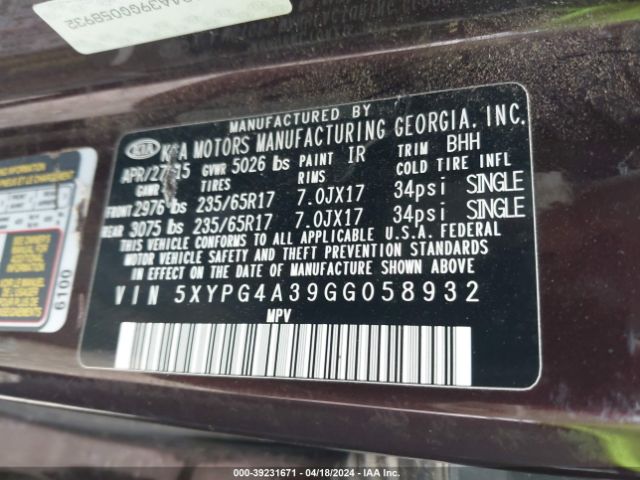 A39GG058932
MANUFACTURED BY
KIA KIA MOTORS MANUFACTURING GEORGIA, INC.
APR/27/15 GVWR 5026 lbs PAINT IR TRIM BHH
GAWR TIRES RIMS COLD TIRE INFL
FRONT 2976 lbs 235/65R17 7.0JX17 34psi SINGLE
REAR 3075 lbs 235/65R17 7.0JX17 34psi SINGLE
THIS VEHICLE CONFORMS TO ALL APPLICABLE U.S.A. FEDERAL
MOTOR VEHICLE SAFETY AND THEFT PREVENTION STANDARDS
IN EFFECT ON THE DATE OF MANUFACTURE SHOWN ABOVE.
VIN 5XYPG4A39GG058932
MPV
6100
000-39231671 - 04/18/2024 - IAA Inc.